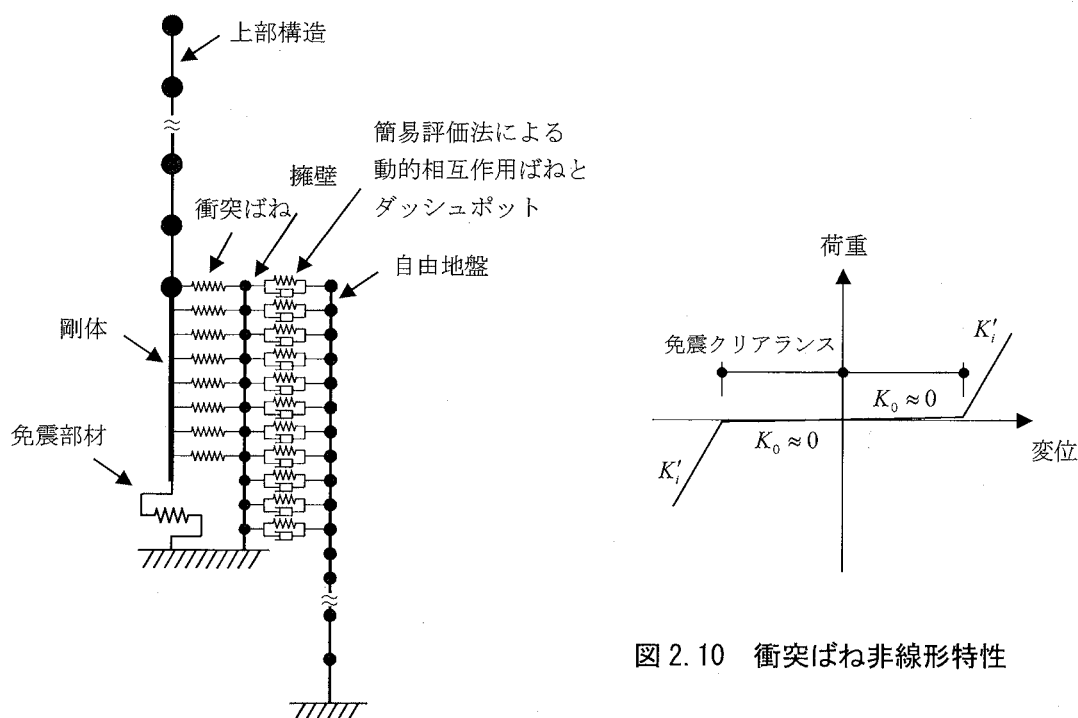 上部構造
簡易評価法による
動的相互作用ばねと
ダッシュポット
擁壁
衝突ばね
自由地盤
剛体
免震部材
荷重
免震クリアランス
K′i
K0≈0
K0≈0
変位
K′i
図2.10 衝突ばね非線形特性